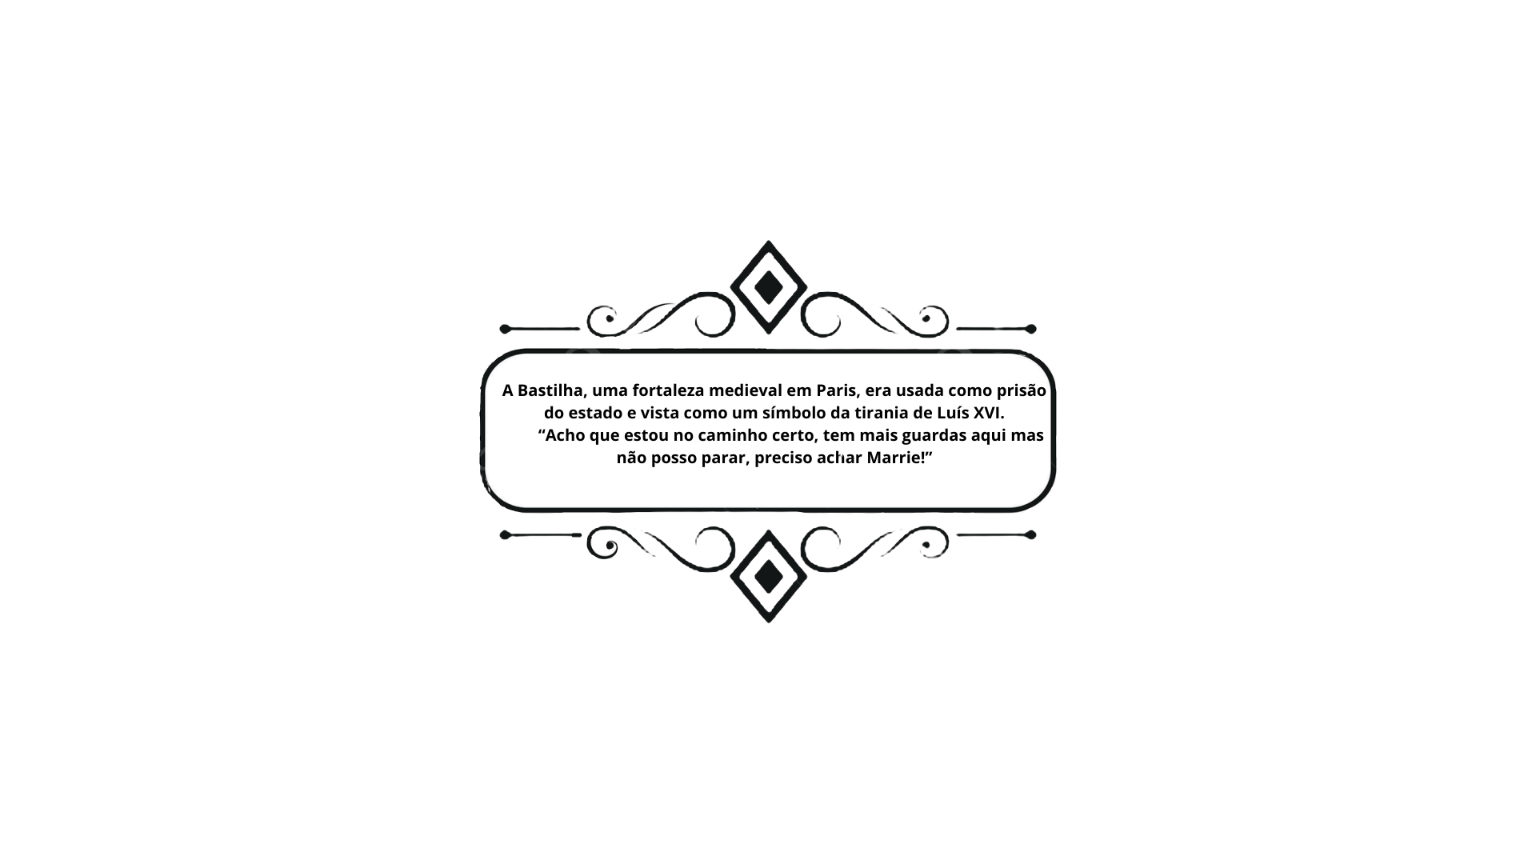 A Bastilha, uma fortaleza medieval em Paris, era usada como prisão
do estado e vista como um símbolo da tirania de Luís XVI.
“Acho que estou no caminho certo, tem mais guardas aqui mas
não posso parar, preciso achar Marrie!”